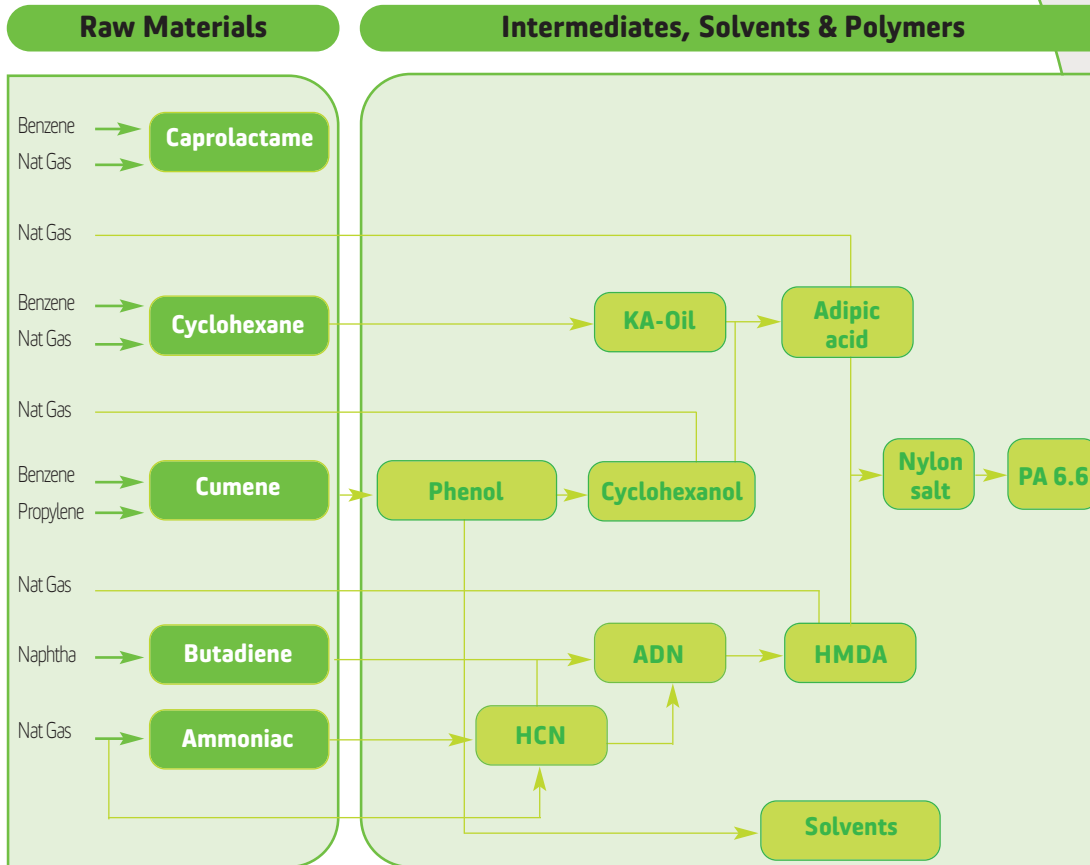 Raw Materials
Intermediates, Solvents & Polymers
Benzene
Caprolactame
Nat Gas
Nat Gas
Benzene
Cyclohexane
Nat Gas
KA-Oil
Adipic
acid
Nat Gas
Benzene
Cumene
Propylene
Phenol
Cyclohexanol
Nylon
salt
PA 6.6
Nat Gas
Naphtha
Butadiene
ADN
HMDA
Nat Gas
Ammoniac
HCN
Solvents